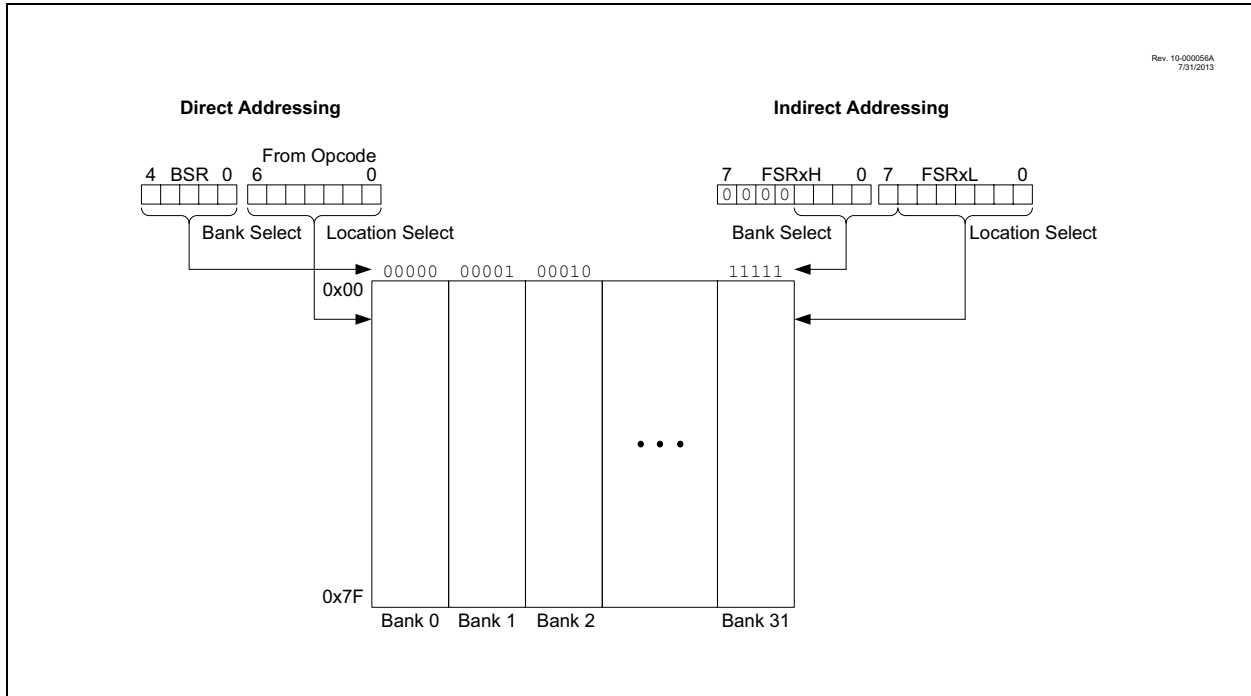 Rev. 10-000056A
7/31/2013
Direct Addressing Indirect Addressing
From Opcode
4 BSR 0 6 0 7 FSRxH 0 7 FSRxL 0
0 0 0 0
Bank Select Location Select Bank Select Location Select
00000 00001 00010 11111
0x00
0x7F
Bank 0 Bank 1 Bank 2 Bank 31